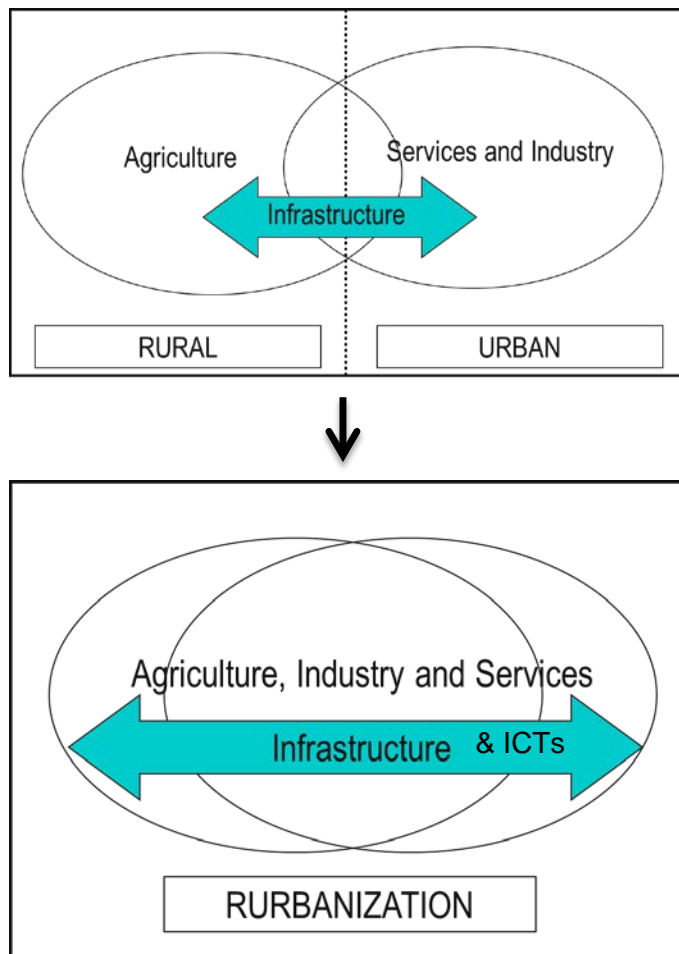 Agriculture
Services and Industry
Infrastructure
RURAL
URBAN
Agriculture, Industry and Services
Infrastructure & ICTs
RURBANIZATION